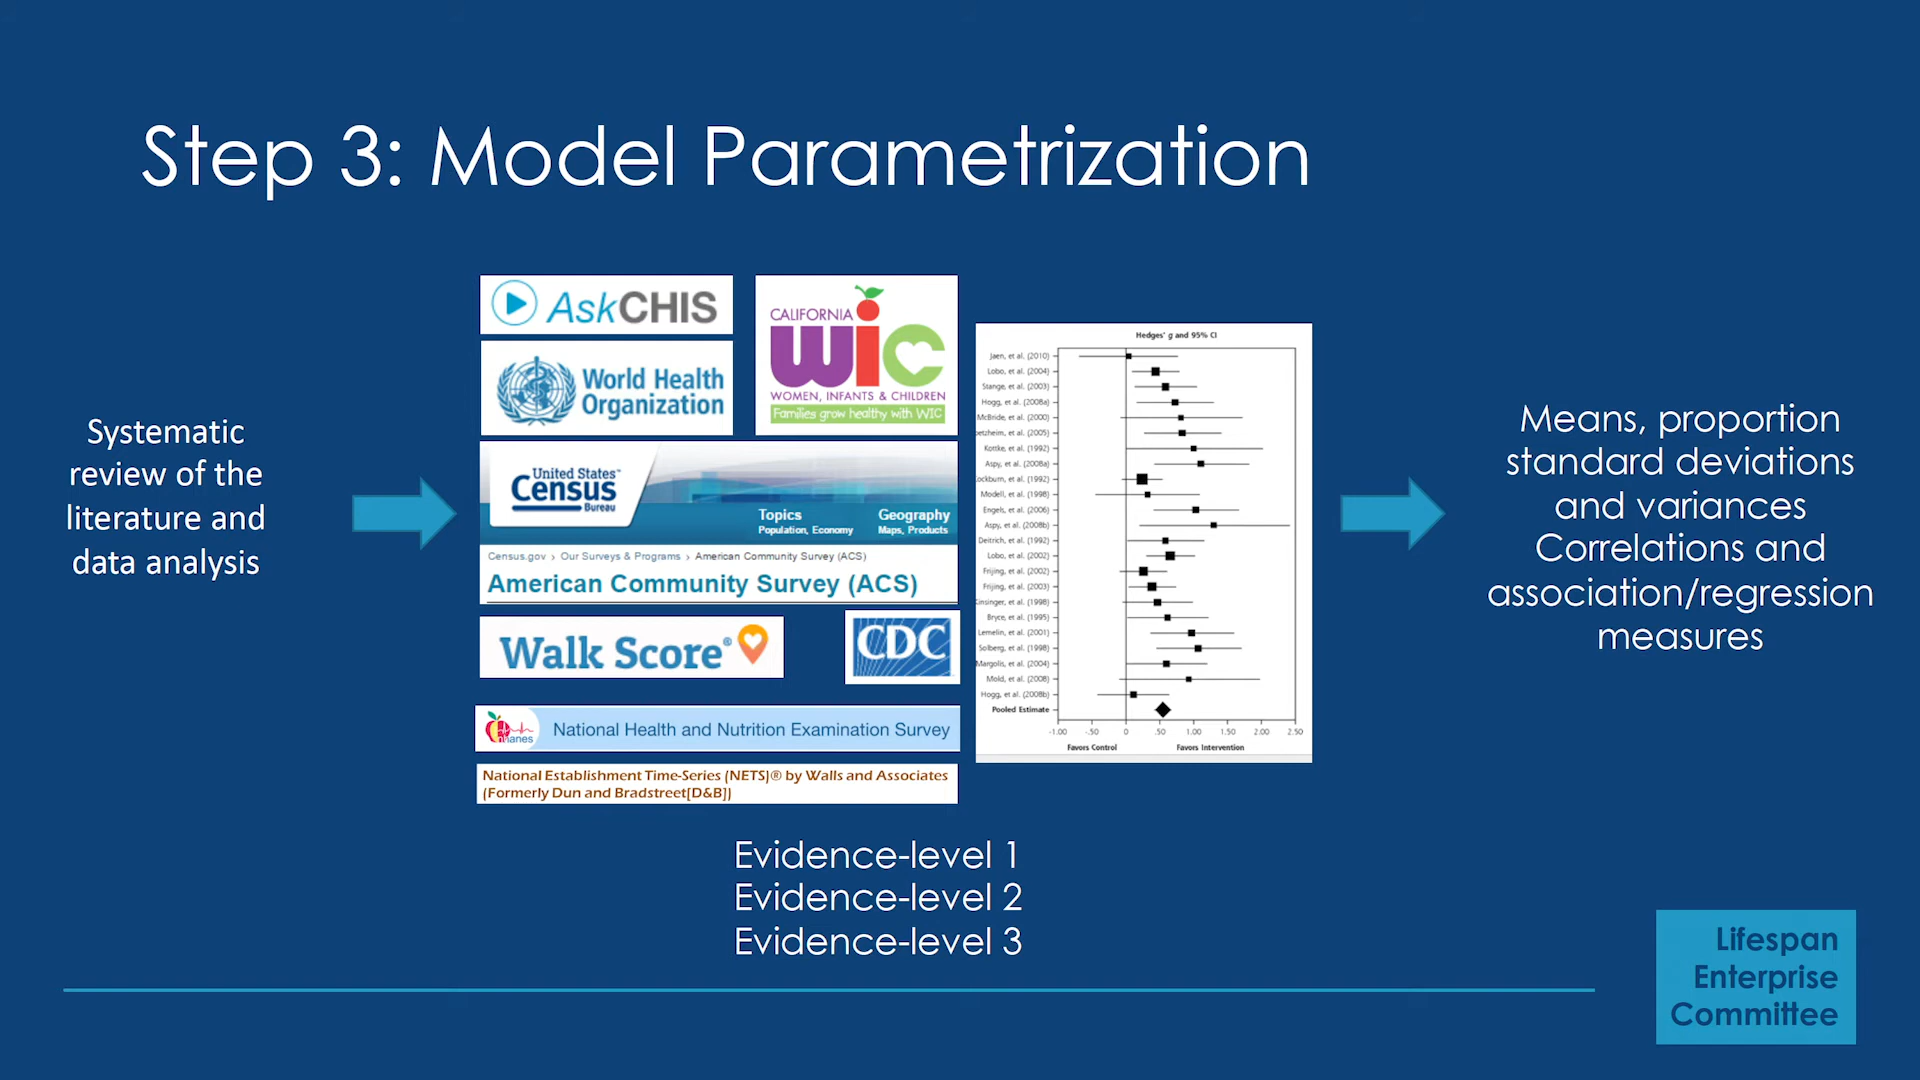 Step 3: Model Parametrization
Systematic
review of the
literature and
data analysis
AskCHIS
World Health
Organization
CALIFORNIA
wic
WOMEN, INFANTS & CHILDREN
Families grow healthy with WIC
United States™
Census
Bureau
Topics
Population, Economy
Geography
Maps, Products
Census.gov › Our Surveys & Programs › American Community Survey (ACS)
American Community Survey (ACS)
Walk Score®
CDC
nhanes
National Health and Nutrition Examination Survey
National Establishment Time-Series (NETS)® by Walls and Associates
(Formerly Dun and Bradstreet[D&B])
Hedges' g and 95% CI
Jaen, et al. (2010)
Lobo, et al. (2004)
Stange, et al. (2003)
Hogg, et al. (2008a)
McBride, et al. (2000)
etzheim, et al. (2005)
Kottke, et al. (1992)
Aspy, et al. (2008a)
ockburn, et al. (1992)
Modell, et al. (1998)
Engels, et al. (2006)
Aspy, et al. (2008b)
Deitrich, et al. (1992)
Lobo, et al. (2002)
Frijing, et al. (2002)
Frijing, et al. (2003)
Kinsinger, et al. (1998)
Bryce, et al. (1995)
Lemelin, et al. (2001)
Solberg, et al. (1998)
Margolis, et al. (2004)
Mold, et al. (2008)
Hogg, et al. (2008b)
Pooled Estimate
-1.00 -.50 0 .50 1.00 1.50 2.00 2.50
Favors Control Favors Intervention
Means, proportion
standard deviations
and variances
Correlations and
association/regression
measures
Evidence-level 1
Evidence-level 2
Evidence-level 3
Lifespan
Enterprise
Committee